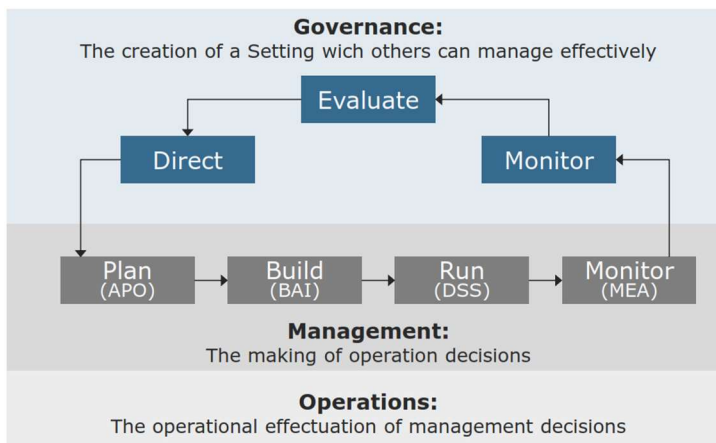 Governance:
The creation of a Setting wich others can manage effectively
Evaluate
Direct
Monitor
Plan
(APO)
Build
(BAI)
Run
(DSS)
Monitor
(MEA)
Management:
The making of operation decisions
Operations:
The operational effectuation of management decisions